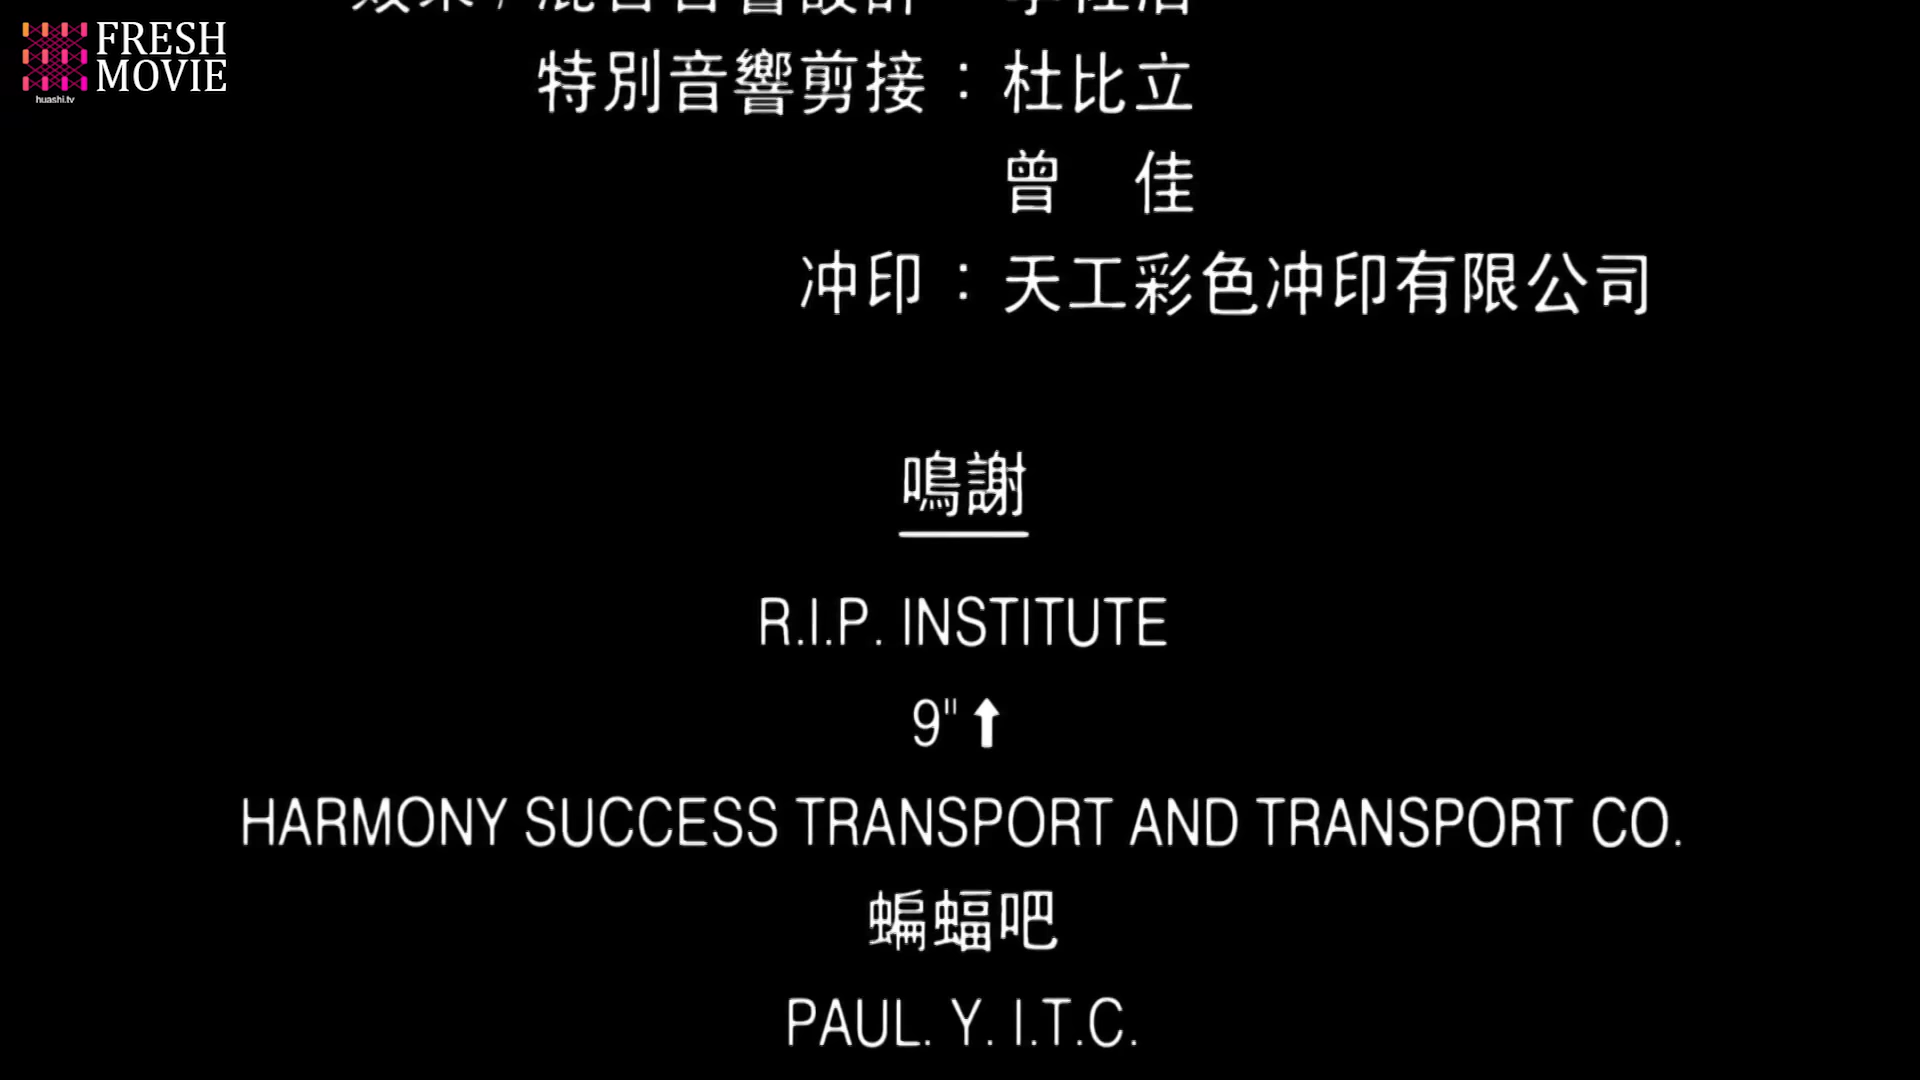 FRESH
MOVIE
huashi.tv
特別音響剪接：杜比立
曾　佳
冲印：天工彩色冲印有限公司
鳴謝
R.I.P. INSTITUTE
9"⬆
HARMONY SUCCESS TRANSPORT AND TRANSPORT CO.
蝙蝠吧
PAUL. Y. I.T.C.